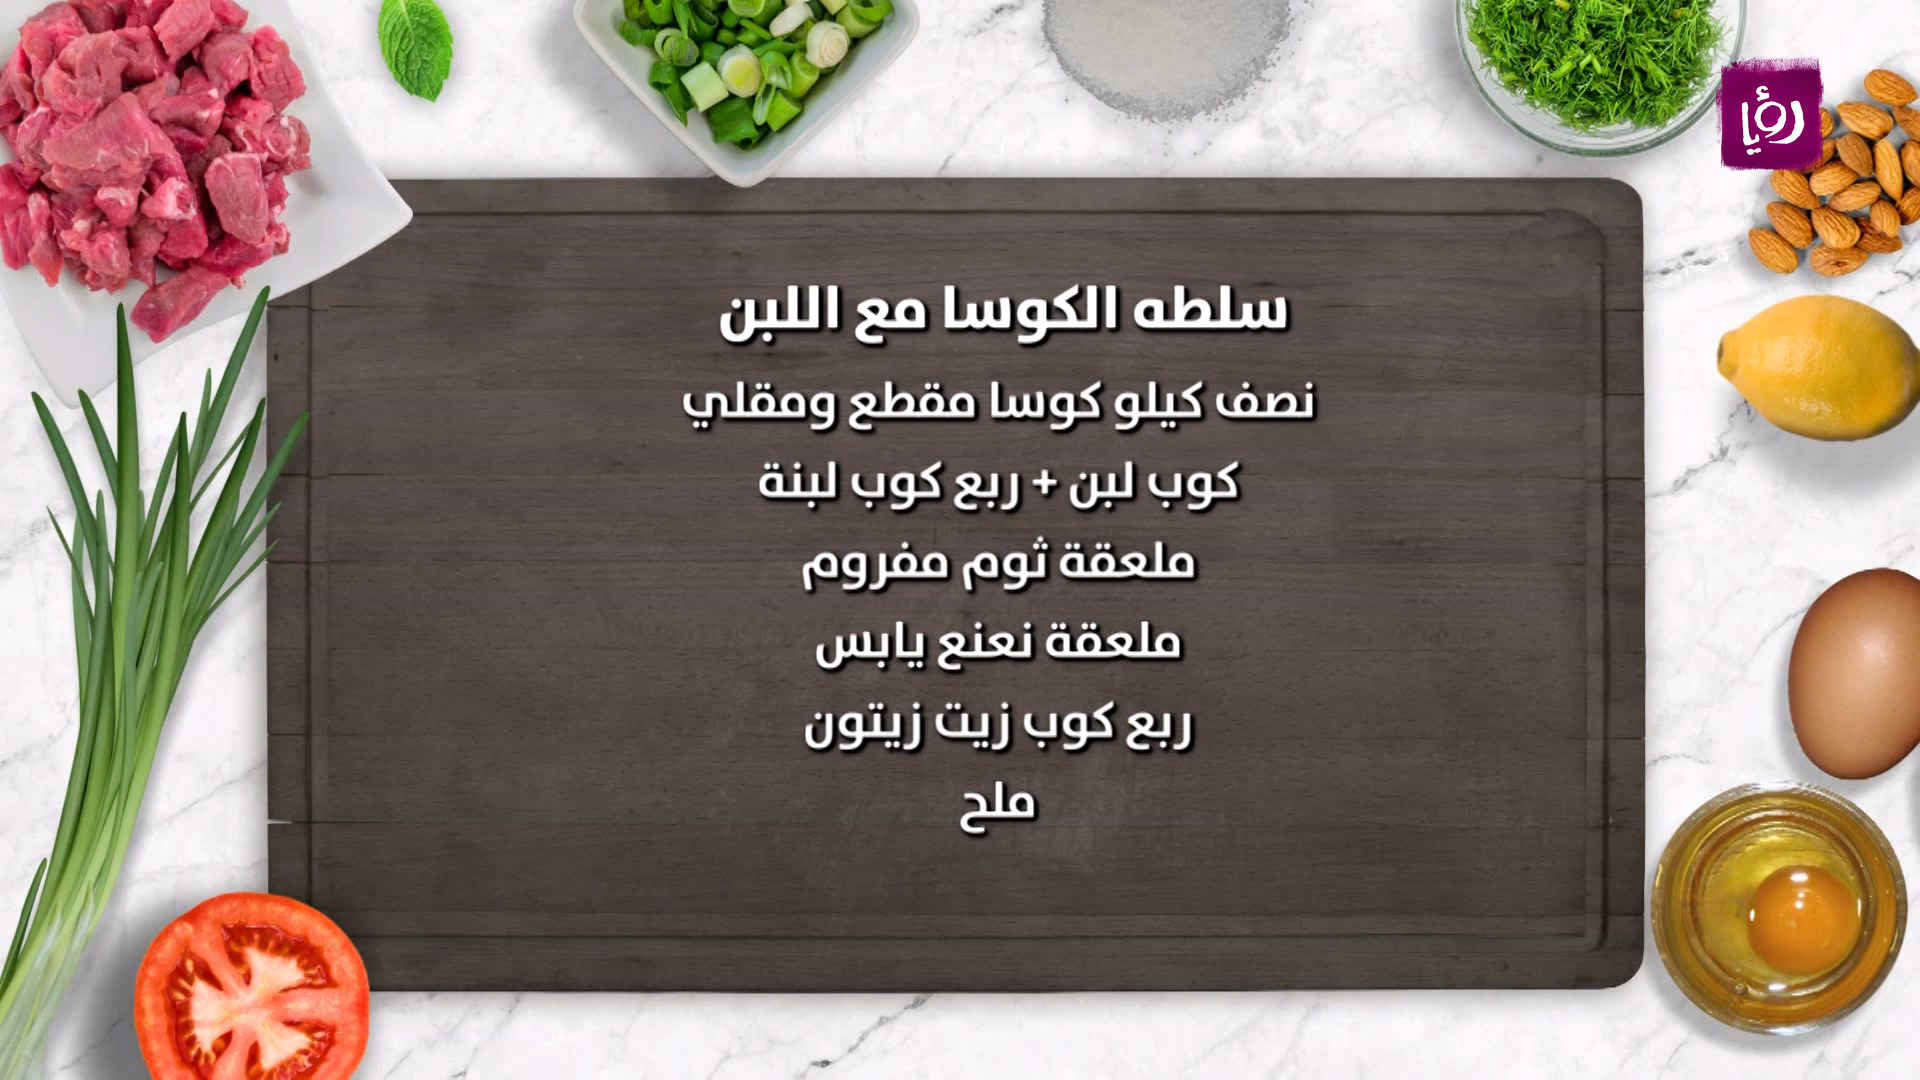 رؤيا
سلطه الكوسا مع اللبن
نصف كيلو كوسا مقطع ومقلي
كوب لبن + ربع كوب لبنة
ملعقة ثوم مفروم
ملعقة نعنع يابس
ربع كوب زيت زيتون
ملح